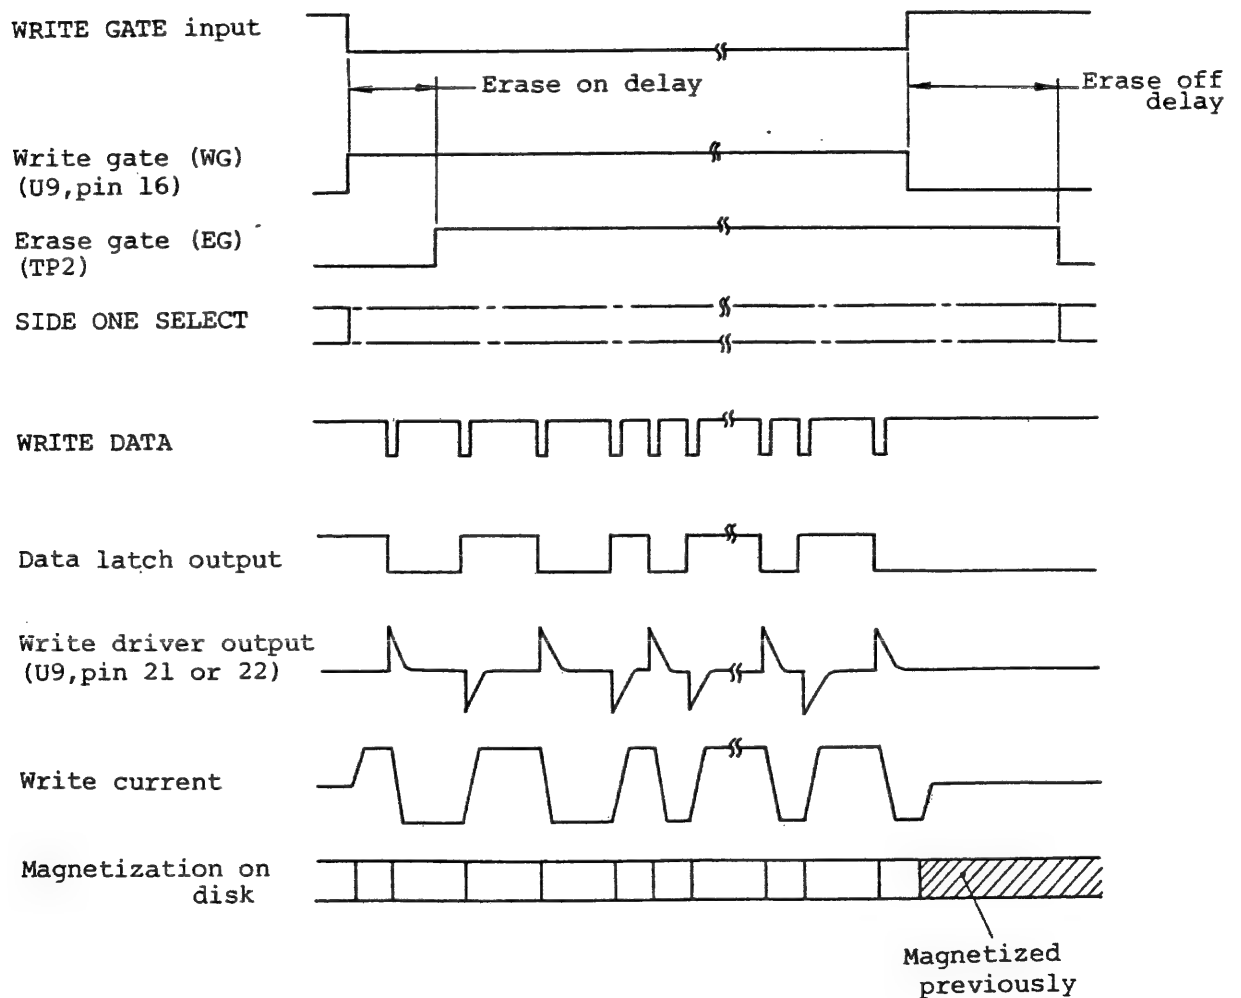 WRITE GATE input
Erase on delay
Erase off
delay
Write gate (WG)
(U9,pin 16)
Erase gate (EG)
(TP2)
SIDE ONE SELECT
WRITE DATA
Data latch output
Write driver output
(U9,pin 21 or 22)
Write current
Magnetization on
disk
Magnetized
previously